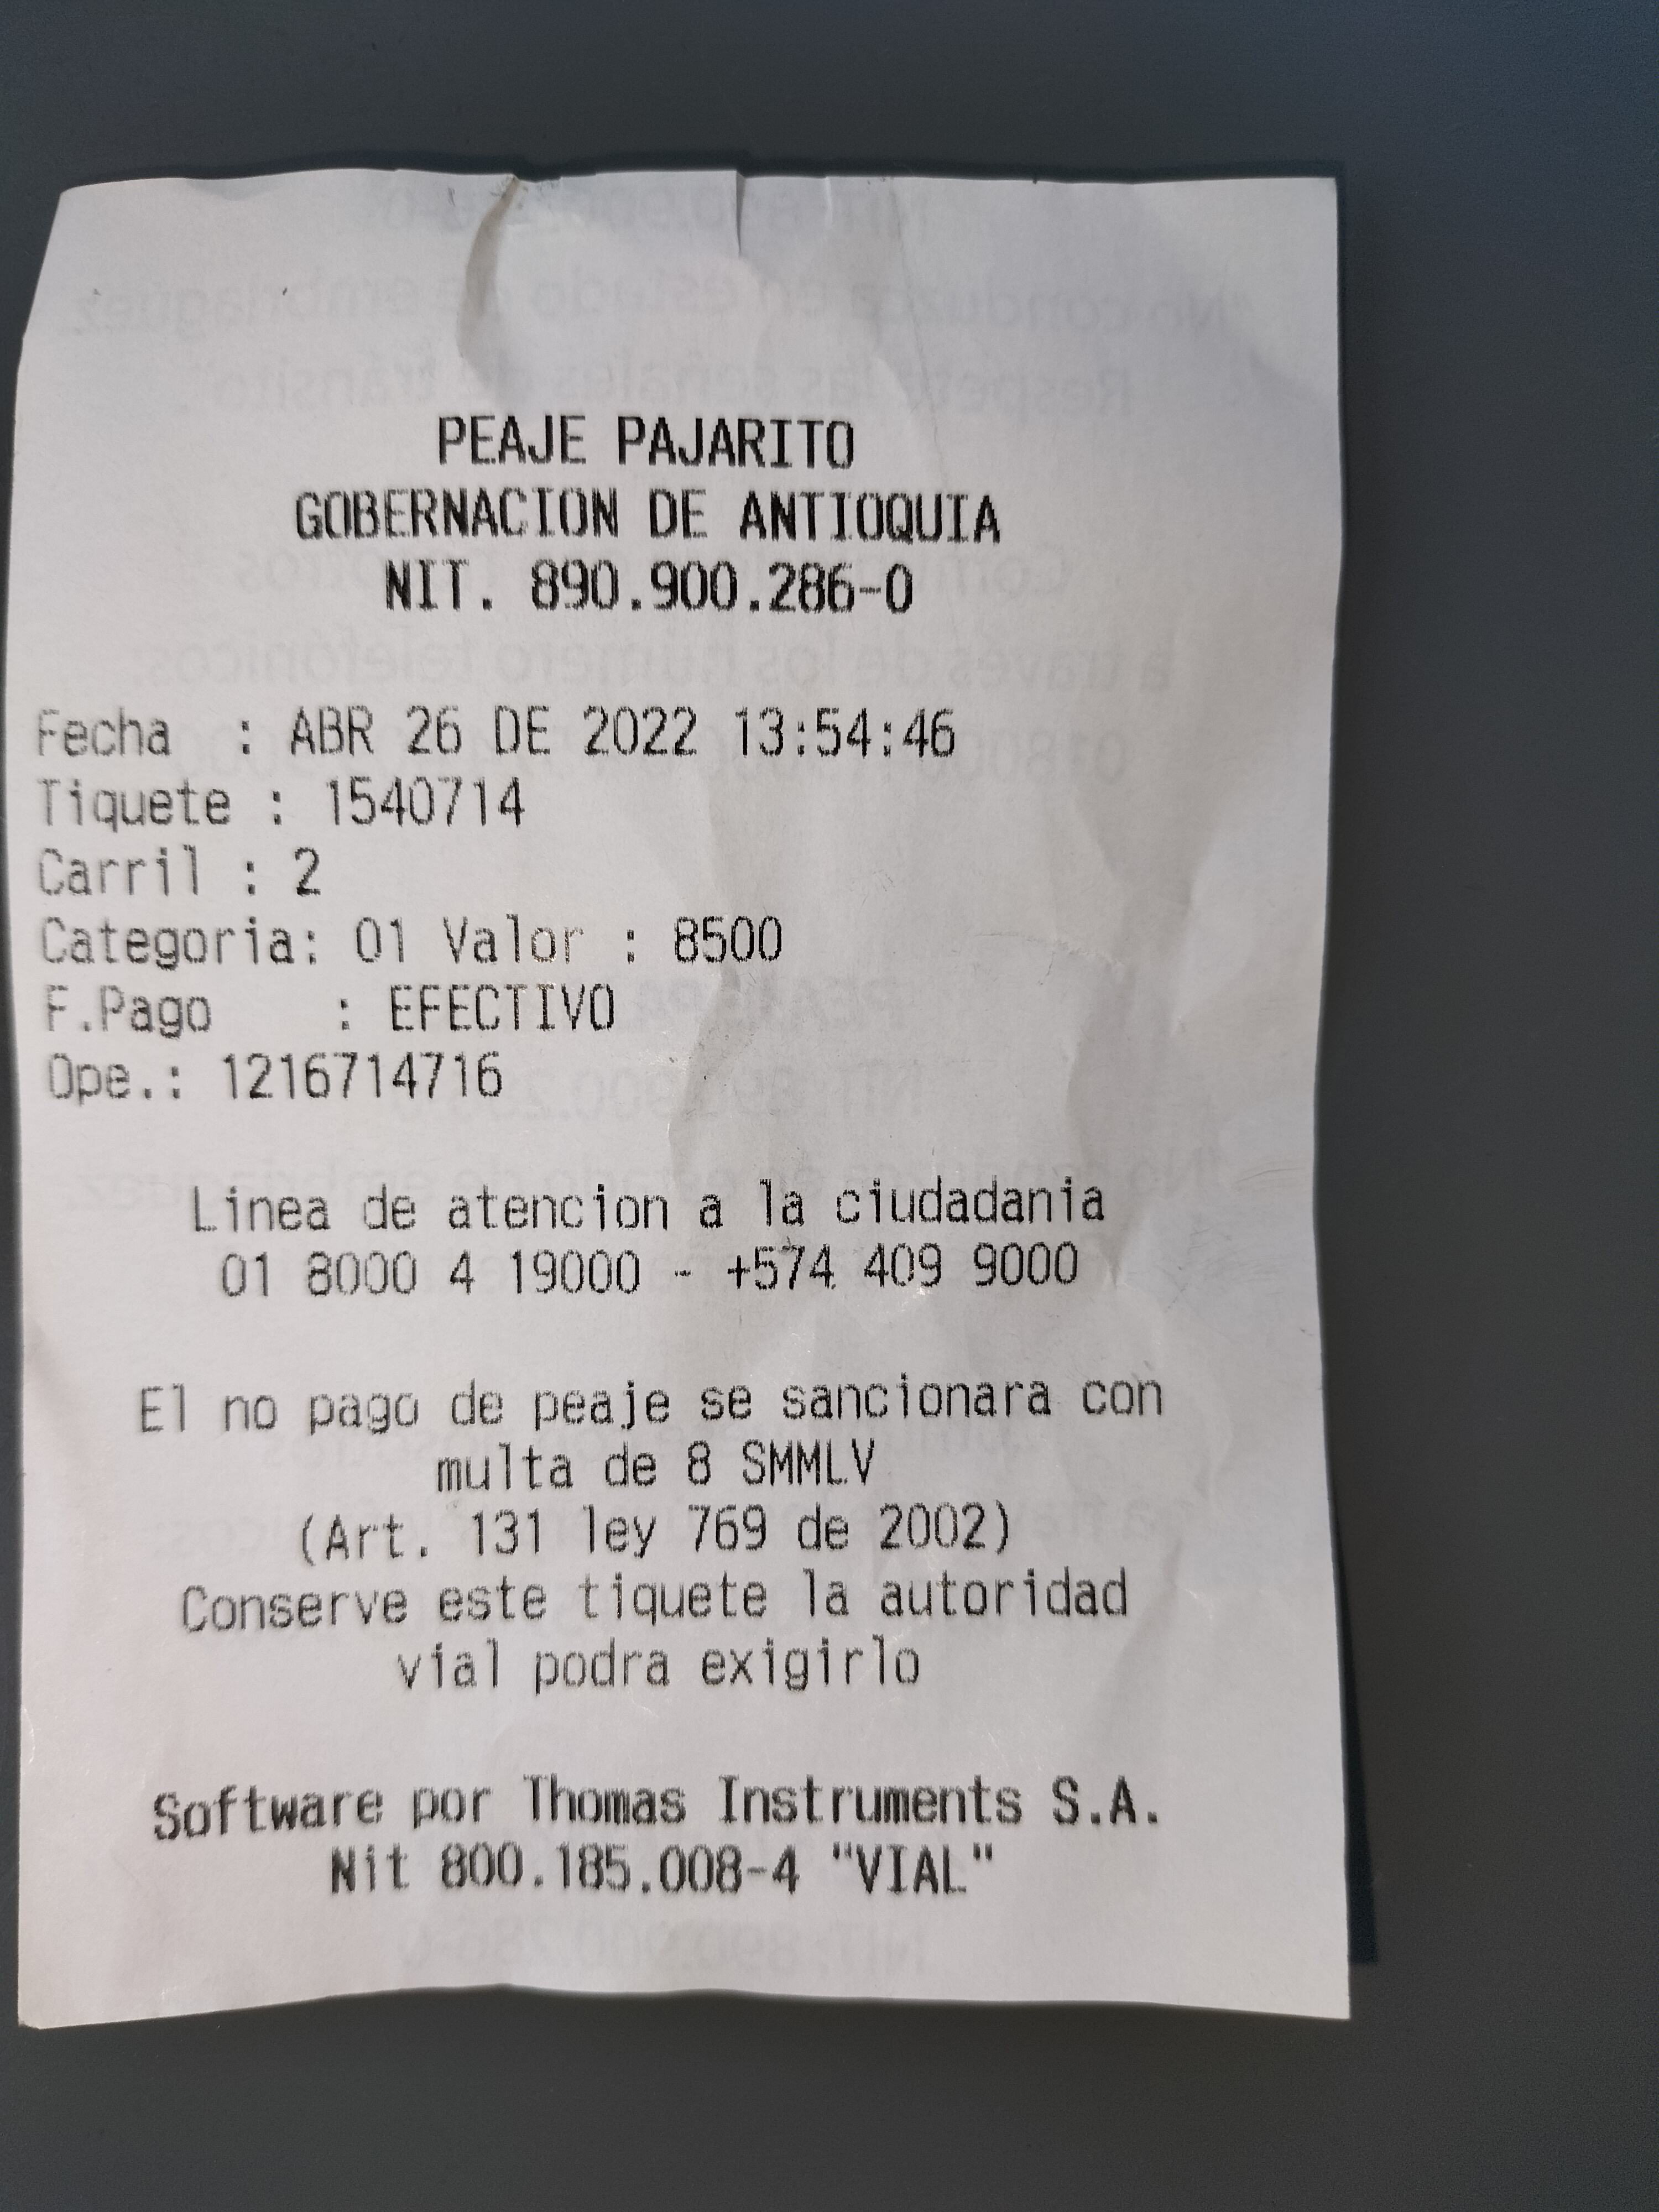 PEAJE PAJARITO
GOBERNACION DE ANTIOQUIA
NIT. 890.900.286-0
Fecha : ABR 26 DE 2022 13:54:46
Tiquete : 1540714
Carril : 2
Categoria: 01 Valor : 8500
F.Pago : EFECTIVO
Ope.: 1216714716
Linea de atencion a la ciudadania
01 8000 4 19000 - +574 409 9000
El no pago de peaje se sancionara con
multa de 8 SMMLV
(Art. 131 ley 769 de 2002)
Conserve este tiquete la autoridad
vial podra exigirlo
Software por Thomas Instruments S.A.
Nit 800.185.008-4 "VIAL"